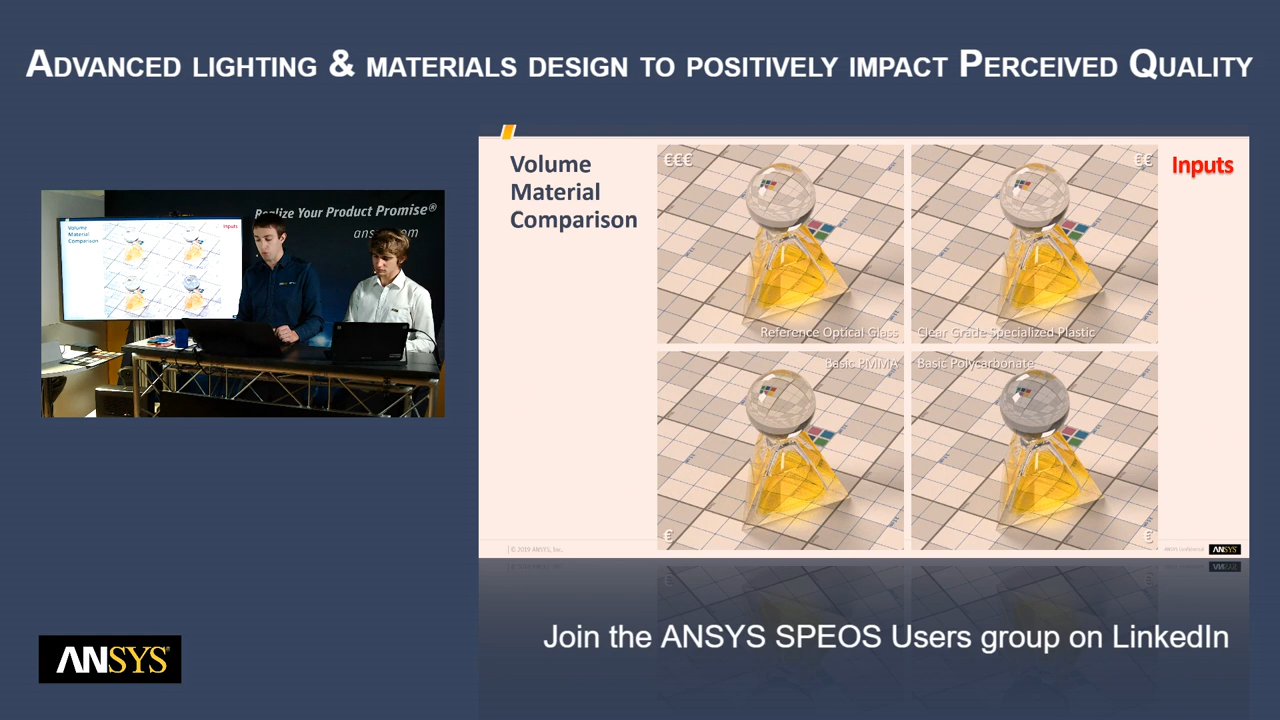 ADVANCED LIGHTING & MATERIALS DESIGN TO POSITIVELY IMPACT PERCEIVED QUALITY
Realize Your Product Promise®
Volume
Material
Comparison
Inputs
Volume
Material
Comparison
€€€
€€
Inputs
Reference Optical Glass
Clear Grade Specialized Plastic
Basic PMMA
Basic Polycarbonate
€
€
© 2019 ANSYS, Inc.
ANSYS
Join the ANSYS SPEOS Users group on LinkedIn
ANSYS®